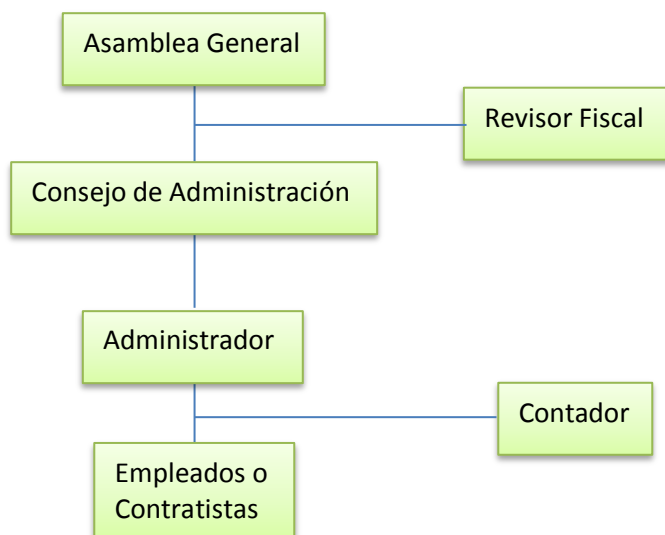 Asamblea General
Revisor Fiscal
Consejo de Administración
Administrador
Contador
Empleados o
Contratistas